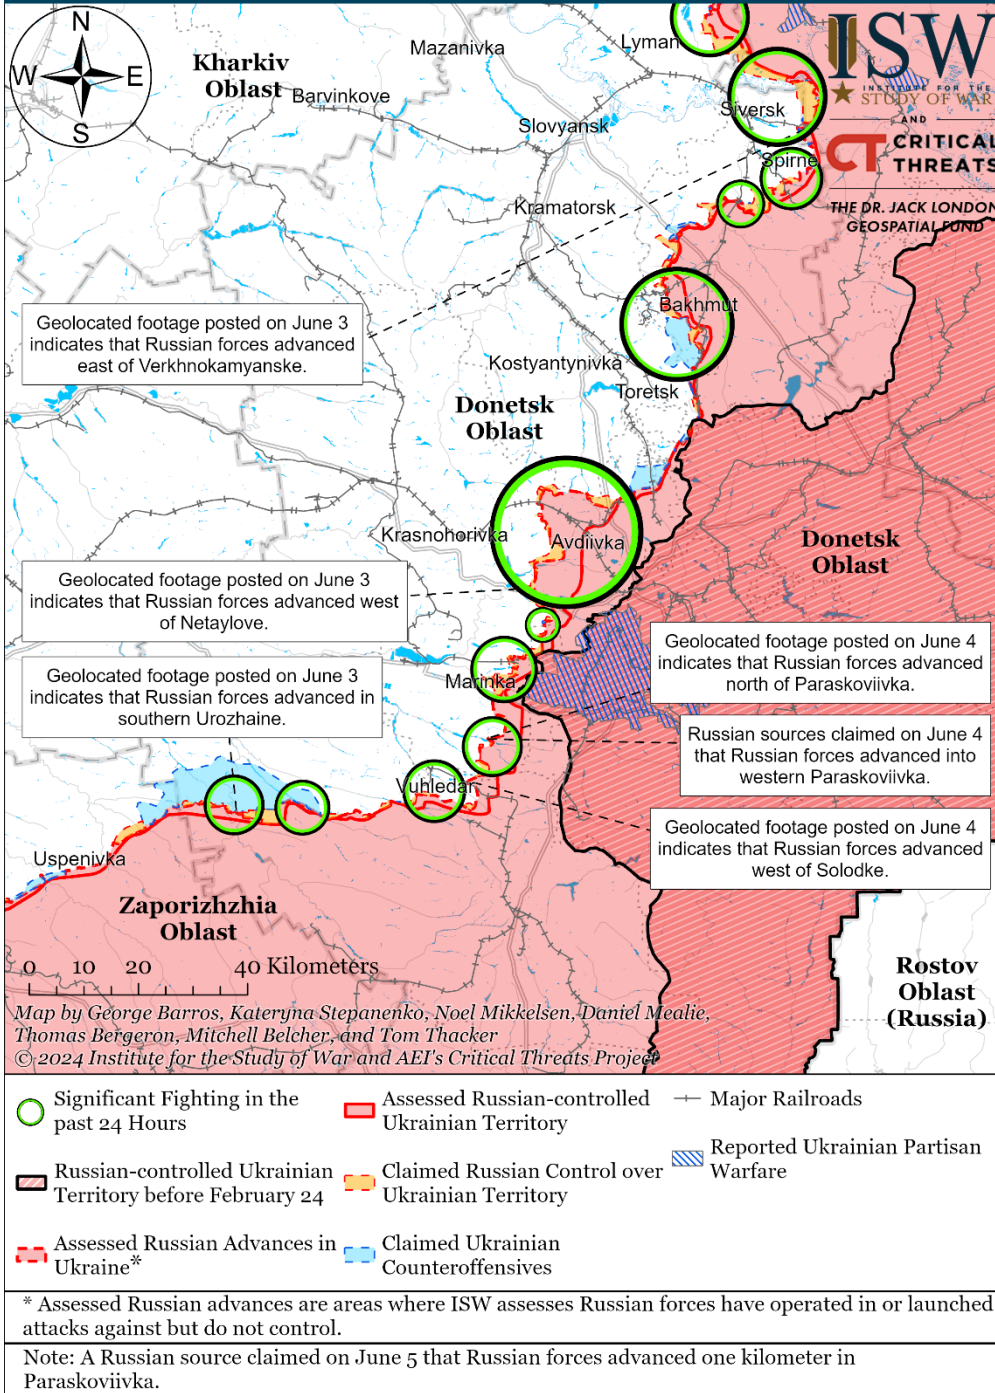 N
W
E
S
Kharkiv
Oblast
Mazanivka
Barvinkove
Lyman
Slovyansk
Siversk
Spirne
Kramatorsk
ISW
INSTITUTE FOR THE
STUDY OF WAR
AND
CT CRITICAL
THREATS
THE DR. JACK LONDON
GEOSPATIAL FUND
Geolocated footage posted on June 3
indicates that Russian forces advanced
east of Verkhnokamyanske.
Bakhmut
Kostyantynivka
Toretsk
Donetsk
Oblast
Krasnohorivka
Avdiivka
Donetsk
Oblast
Geolocated footage posted on June 3
indicates that Russian forces advanced west
of Netaylove.
Geolocated footage posted on June 4
indicates that Russian forces advanced
north of Paraskoviivka.
Geolocated footage posted on June 3
indicates that Russian forces advanced in
southern Urozhaine.
Marinka
Russian sources claimed on June 4
that Russian forces advanced into
western Paraskoviivka.
Vuhledar
Geolocated footage posted on June 4
indicates that Russian forces advanced
west of Solodke.
Uspenivka
Zaporizhzhia
Oblast
Rostov
Oblast
(Russia)
0 10 20 40 Kilometers
Map by George Barros, Kateryna Stepanenko, Noel Mikkelsen, Daniel Mealie,
Thomas Bergeron, Mitchell Belcher, and Tom Thacker
© 2024 Institute for the Study of War and AEI's Critical Threats Project
Significant Fighting in the
past 24 Hours
Russian-controlled Ukrainian
Territory before February 24
Assessed Russian Advances in
Ukraine*
Assessed Russian-controlled
Ukrainian Territory
Claimed Russian Control over
Ukrainian Territory
Claimed Ukrainian
Counteroffensives
Major Railroads
Reported Ukrainian Partisan
Warfare
* Assessed Russian advances are areas where ISW assesses Russian forces have operated in or launched
attacks against but do not control.
Note: A Russian source claimed on June 5 that Russian forces advanced one kilometer in
Paraskoviivka.